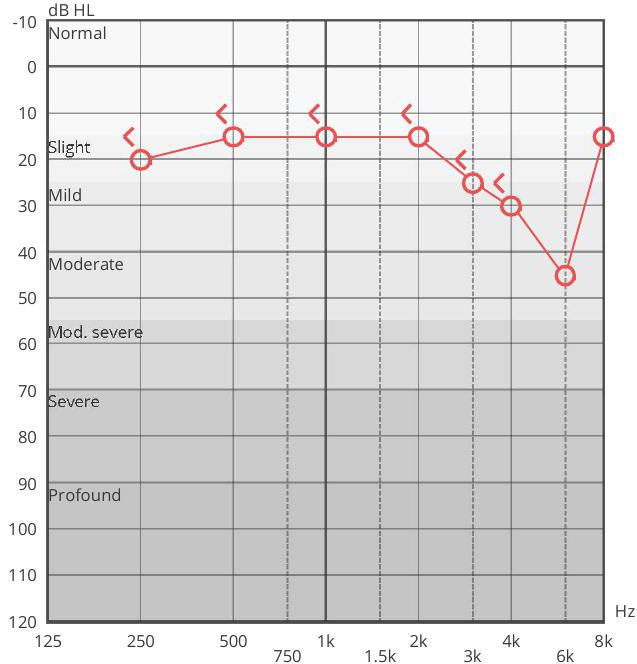 dB HL
-10
Normal
0
10
Slight
20
Mild
30
40
Moderate
50
Mod. severe
60
70
Severe
80
90
Profound
100
110
120
Hz
125 250 500 1k 2k 4k 8k
750 1.5k 3k 6k